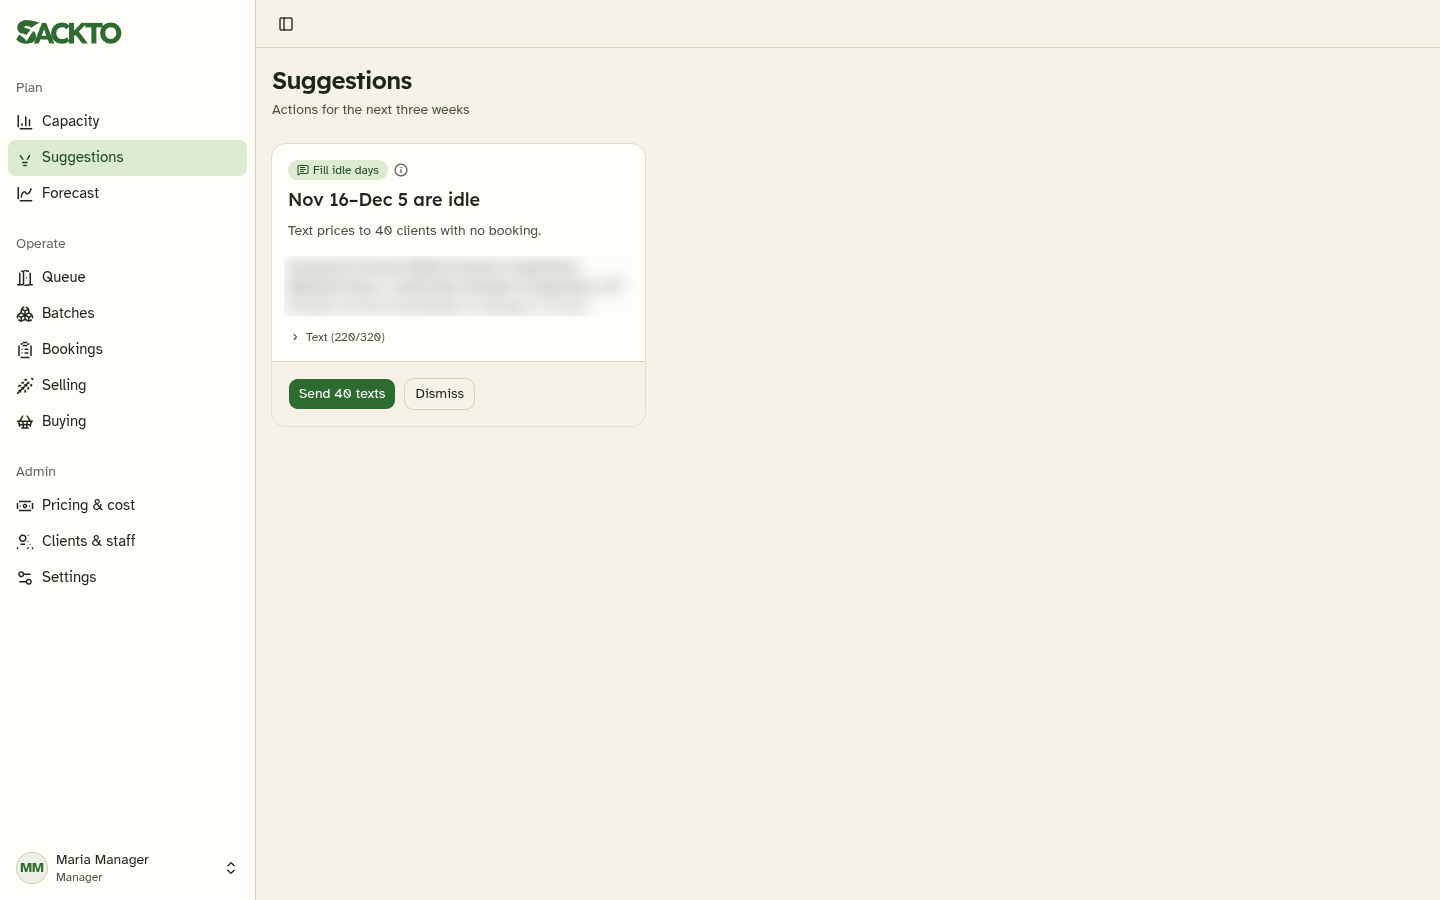 SACKTO
Plan
Capacity
Suggestions
Forecast
Operate
Queue
Batches
Bookings
Selling
Buying
Admin
Pricing & cost
Clients & staff
Settings
MM
Maria Manager
Manager
Suggestions
Actions for the next three weeks
Fill idle days
Nov 16–Dec 5 are idle
Text prices to 40 clients with no booking.
Text (220/320)
Send 40 texts
Dismiss